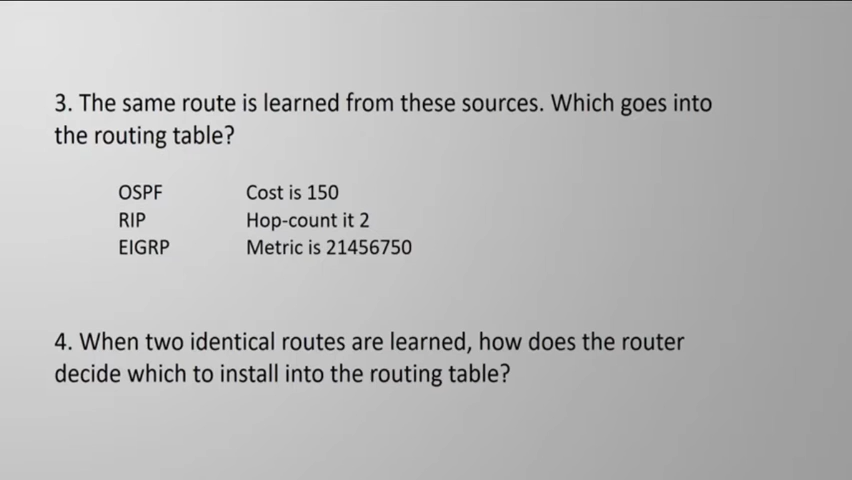 3. The same route is learned from these sources. Which goes into
the routing table?
OSPF Cost is 150
RIP Hop-count it 2
EIGRP Metric is 21456750
4. When two identical routes are learned, how does the router
decide which to install into the routing table?